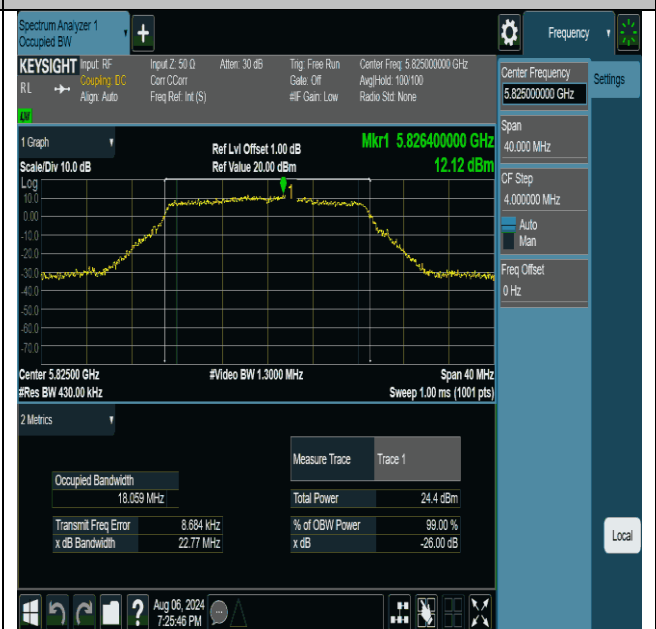 Spectrum Analyzer 1
Occupied BW
Frequency
KEYSIGHT Input: RF Input Z: 50 Ω Atten: 30 dB Trig: Free Run Center Freq: 5.825000000 GHz
RL Coupling: DC Corr CCorr Gate: Off Avg|Hold: 100/100
Align: Auto Freq Ref: Int (S) #IF Gain: Low Radio Std: None
Center Frequency
5.825000000 GHz
Settings
Span
40.000 MHz
CF Step
4.000000 MHz
Auto
Man
Freq Offset
0 Hz
Local
1 Graph
Ref Lvl Offset 1.00 dB
Mkr1 5.826400000 GHz
Scale/Div 10.0 dB
Ref Value 20.00 dBm
12.12 dBm
Log
10.0
0.00
-10.0
-20.0
-30.0
-40.0
-50.0
-60.0
-70.0
1
Center 5.82500 GHz #Video BW 1.3000 MHz Span 40 MHz
#Res BW 430.00 kHz Sweep 1.00 ms (1001 pts)
2 Metrics
Measure Trace Trace 1
Occupied Bandwidth
18.059 MHz
Total Power 24.4 dBm
Transmit Freq Error 8.684 kHz
% of OBW Power 99.00 %
x dB Bandwidth 22.77 MHz
x dB -26.00 dB
?
Aug 06, 2024
7:25:46 PM